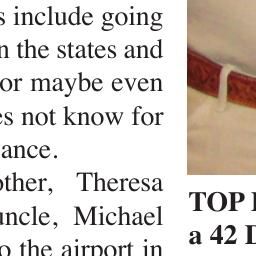 s include going
n the states and
or maybe even
es not know for
ance.
other, Theresa
uncle, Michael
o the airport in
TOP
a 42